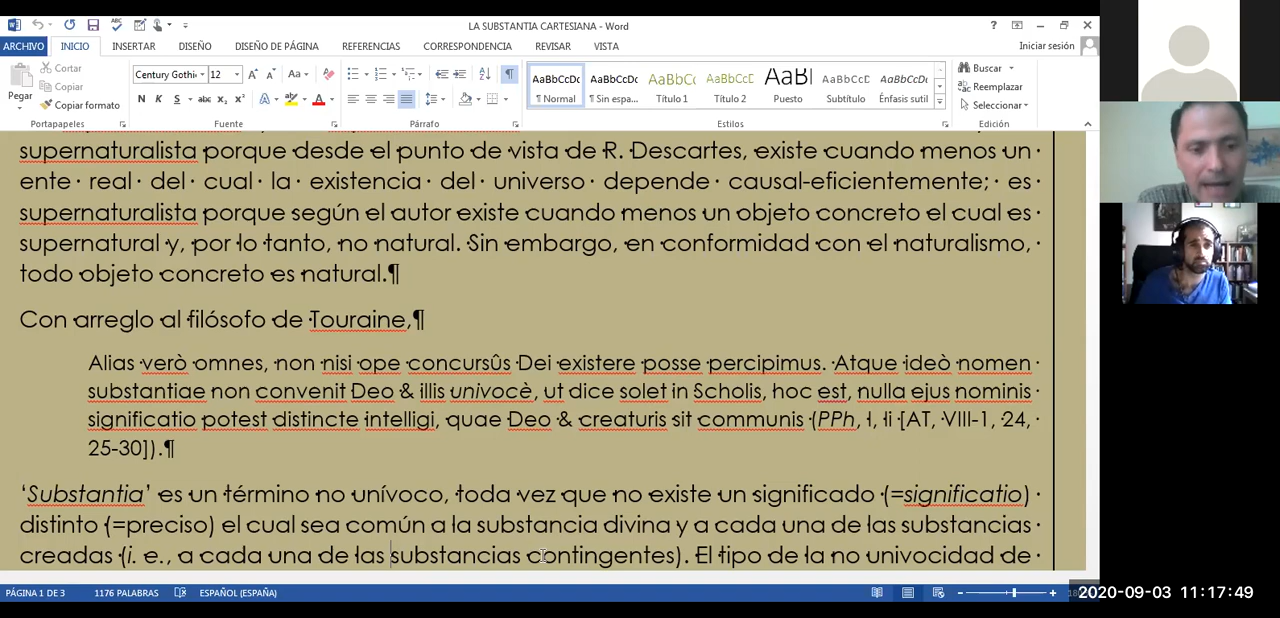 LA SUBSTANTIA CARTESIANA - Word
ARCHIVO INICIO INSERTAR DISEÑO DISEÑO DE PÁGINA REFERENCIAS CORRESPONDENCIA REVISAR VISTA Iniciar sesión
Pegar
Cortar
Copiar
Copiar formato
Portapapeles
Century Gothi 12
N K S abc x₂ x²
Fuente
Párrafo
AaBbCcDc AaBbCcDc AaBbCc AaBbCcC AaBl AaBbCcD AaBbCcDc
¶ Normal ¶ Sin espa... Título 1 Título 2 Puesto Subtítulo Énfasis sutil
Estilos
Buscar
Reemplazar
Seleccionar
Edición
supernaturalista porque desde el punto de vista de R. Descartes, existe cuando menos un
ente real del cual la existencia del universo depende causal-eficientemente; es
supernaturalista porque según el autor existe cuando menos un objeto concreto el cual es
supernatural y, por lo tanto, no natural. Sin embargo, en conformidad con el naturalismo,
todo objeto concreto es natural.¶
Con arreglo al filósofo de Touraine,¶
Alias verò omnes, non nisi ope concursûs Dei existere posse percipimus. Atque ideò nomen
substantiae non convenit Deo & illis univocè, ut dice solet in Scholis, hoc est, nulla ejus nominis
significatio potest distincte intelligi, quae Deo & creaturis sit communis (PPh, I, li [AT, VIII-1, 24,
25-30]).¶
‘Substantia’ es un término no unívoco, toda vez que no existe un significado (=significatio)
distinto (=preciso) el cual sea común a la substancia divina y a cada una de las substancias
creadas (i. e., a cada una de las substancias contingentes). El tipo de la no univocidad de
PÁGINA 1 DE 3 1176 PALABRAS ESPAÑOL (ESPAÑA)
2020-09-03 11:17:49